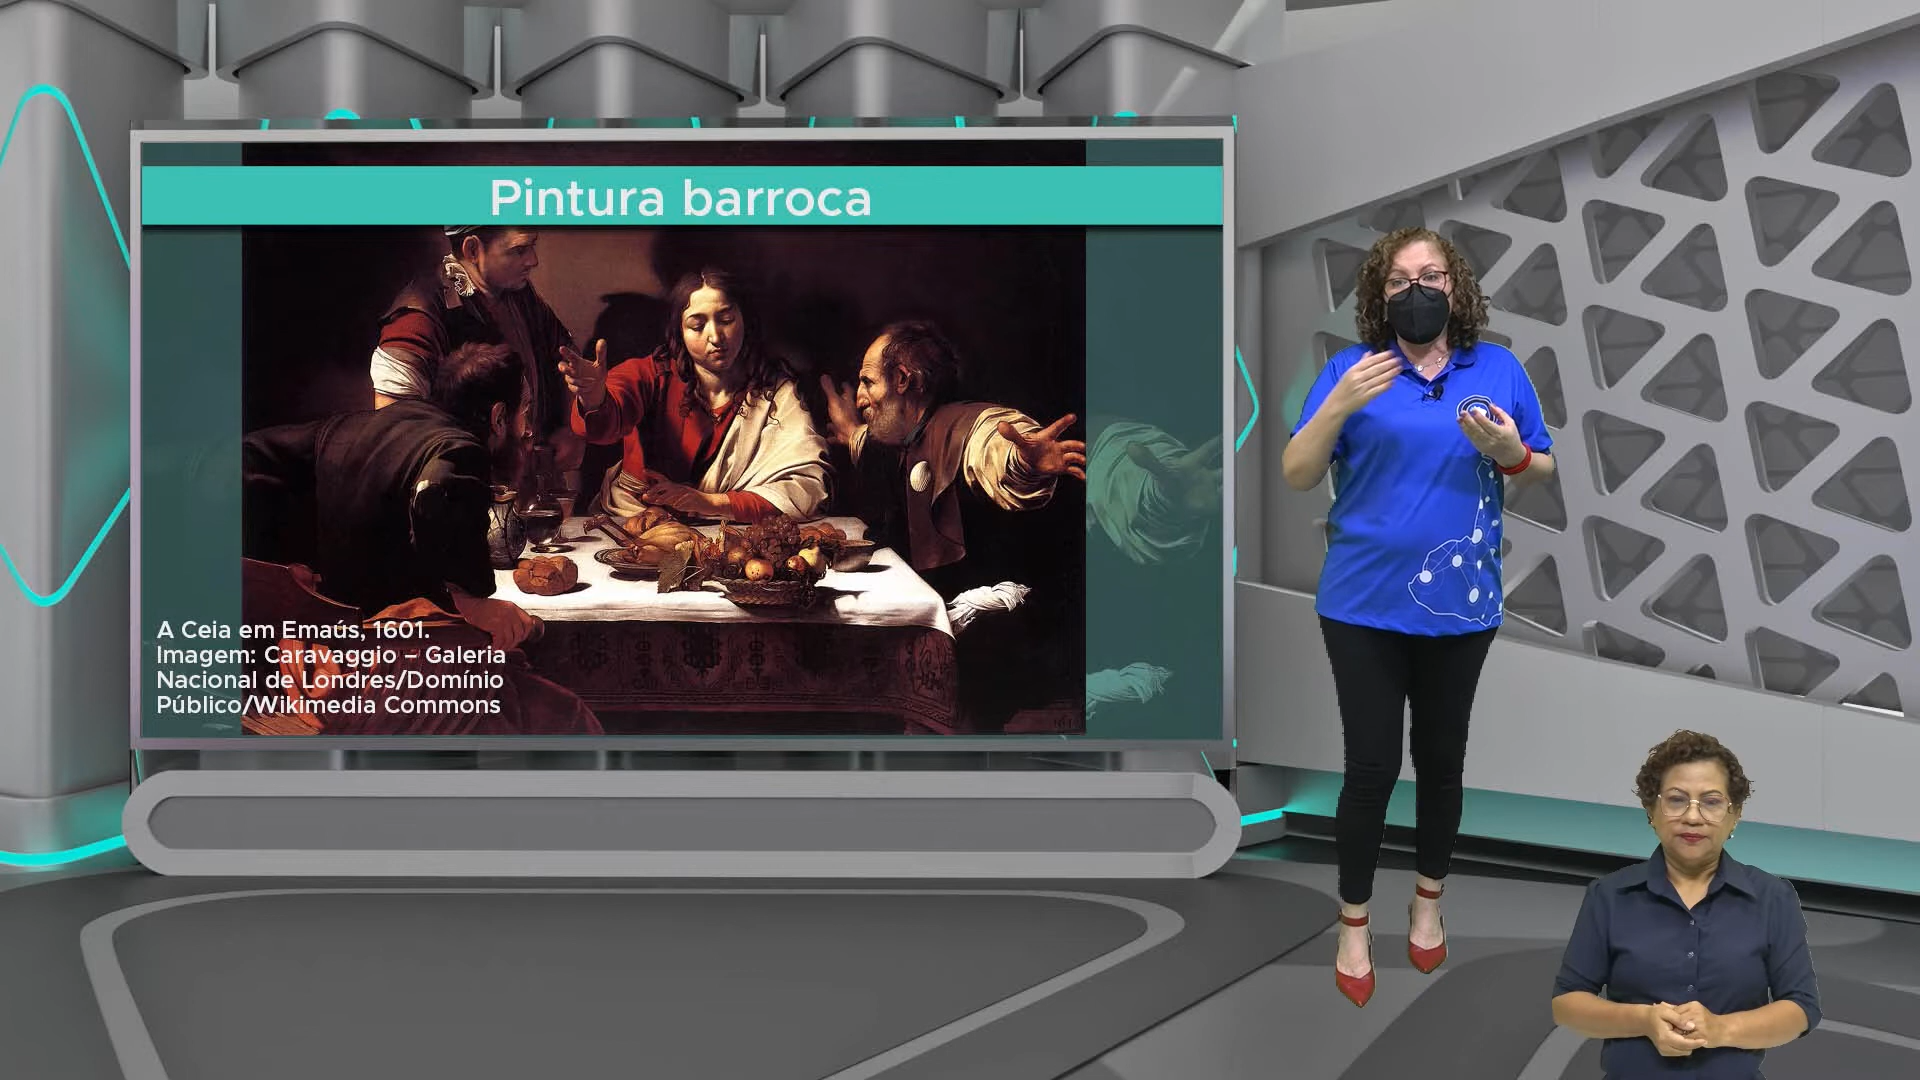 Pintura barroca
A Ceia em Emaús, 1601.
Imagem: Caravaggio – Galeria
Nacional de Londres/Domínio
Público/Wikimedia Commons